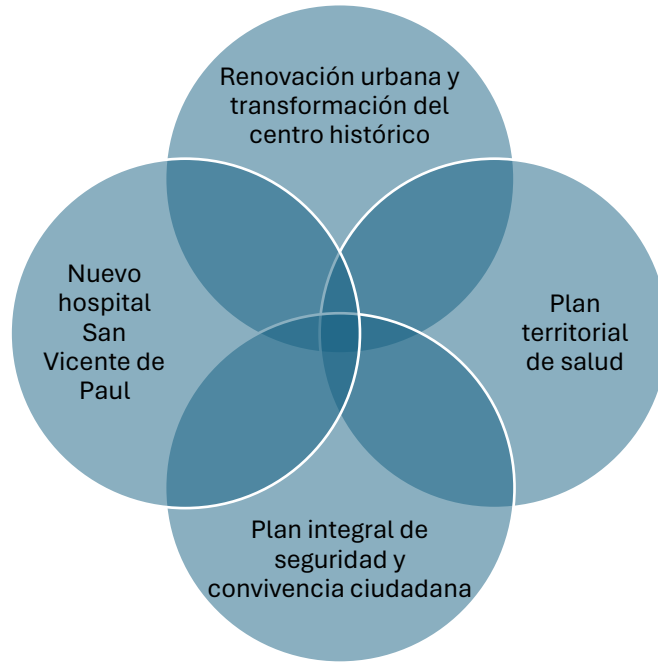 Renovación urbana y
transformación del
centro histórico
Nuevo
hospital
San
Vicente de
Paul
Plan
territorial
de salud
Plan integral de
seguridad y
convivencia ciudadana